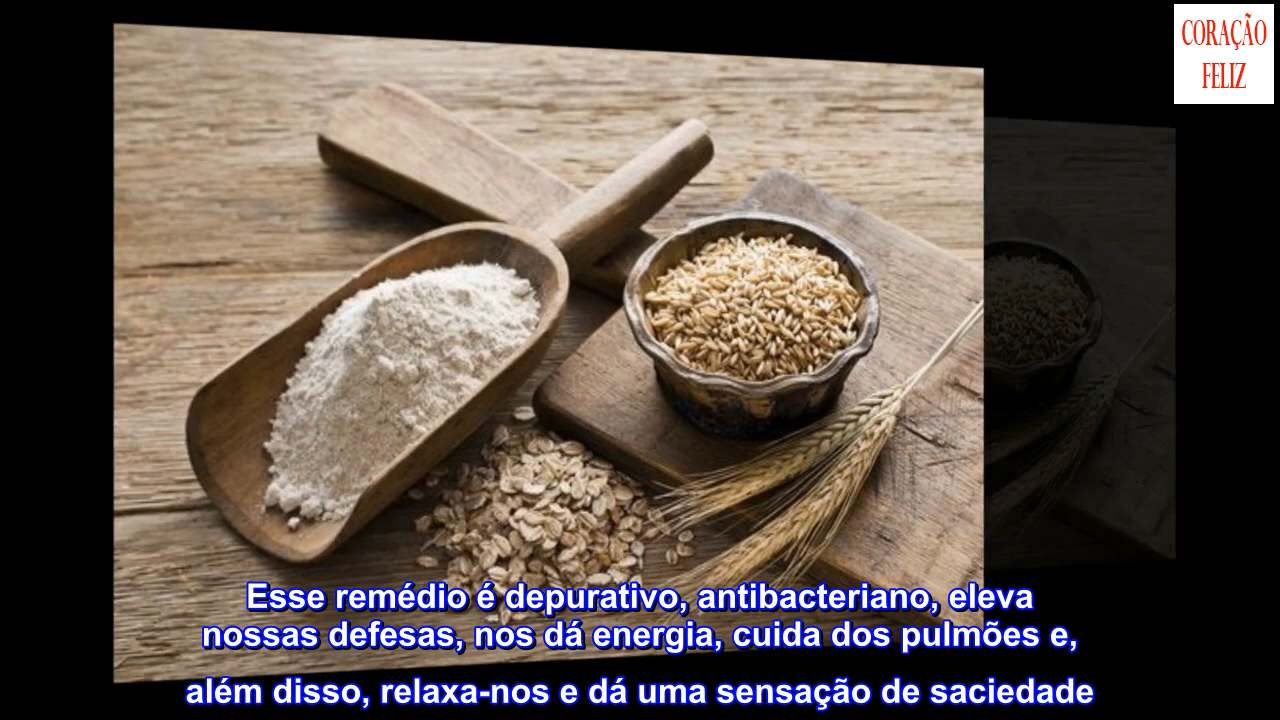 CORAÇÃO
FELIZ
Esse remédio é depurativo, antibacteriano, eleva
nossas defesas, nos dá energia, cuida dos pulmões e,
além disso, relaxa-nos e dá uma sensação de saciedade